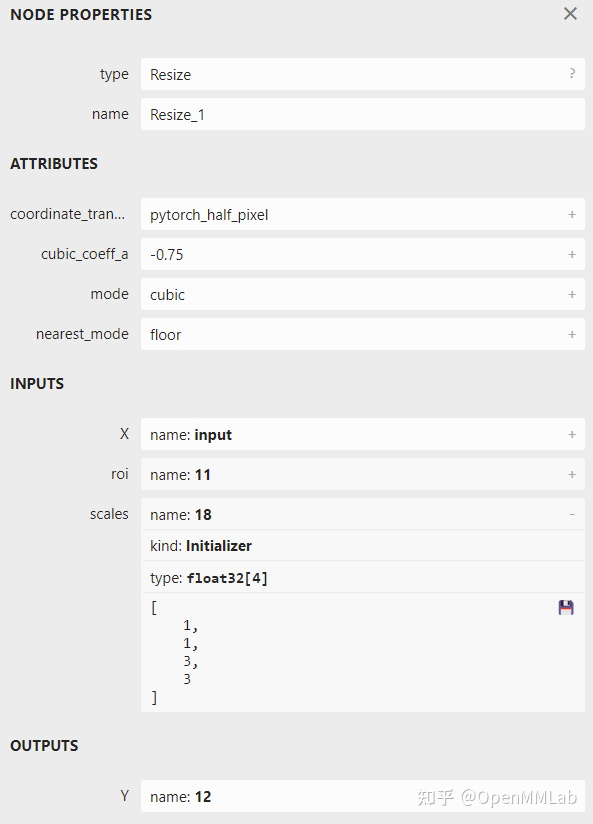 NODE PROPERTIES
type Resize ?
name Resize_1
ATTRIBUTES
coordinate_tran... pytorch_half_pixel +
cubic_coeff_a -0.75 +
mode cubic +
nearest_mode floor +
INPUTS
X name: input +
roi name: 11 +
scales name: 18 -
kind: Initializer
type: float32[4]
[
1,
1,
3,
3
]
OUTPUTS
Y name: 12
知乎 @OpenMMLab